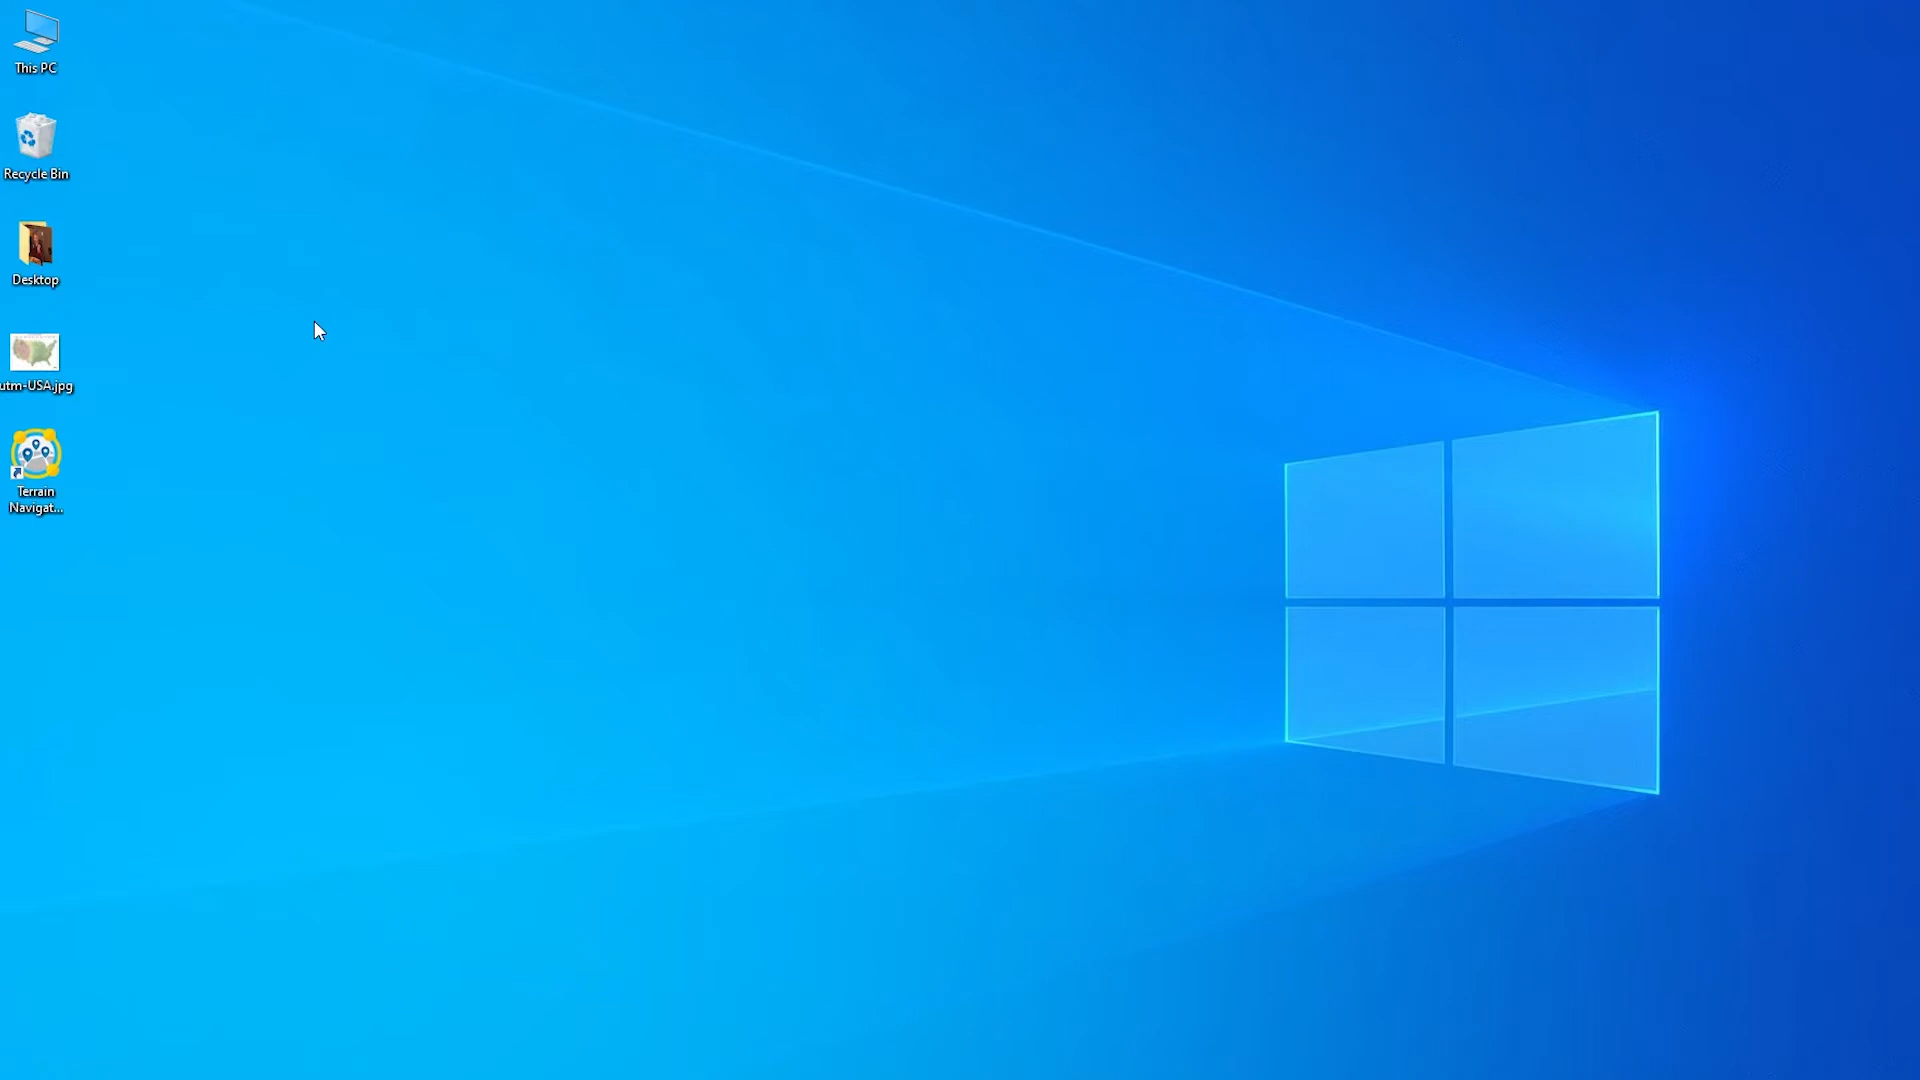 This PC
Recycle Bin
Desktop
utm-USA.jpg
Terrain
Navigat...